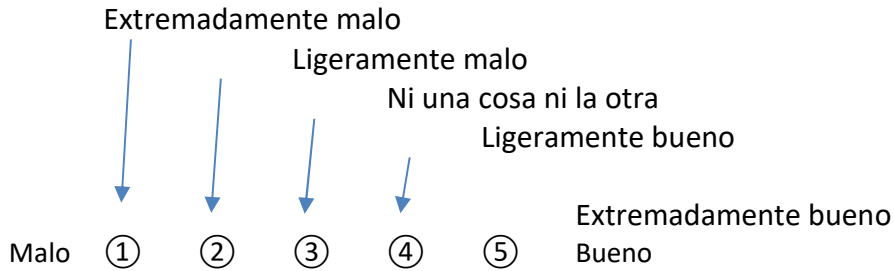 Extremadamente malo
Ligeramente malo
Ni una cosa ni la otra
Ligeramente bueno
Extremadamente bueno
Malo ① ② ③ ④ ⑤ Bueno